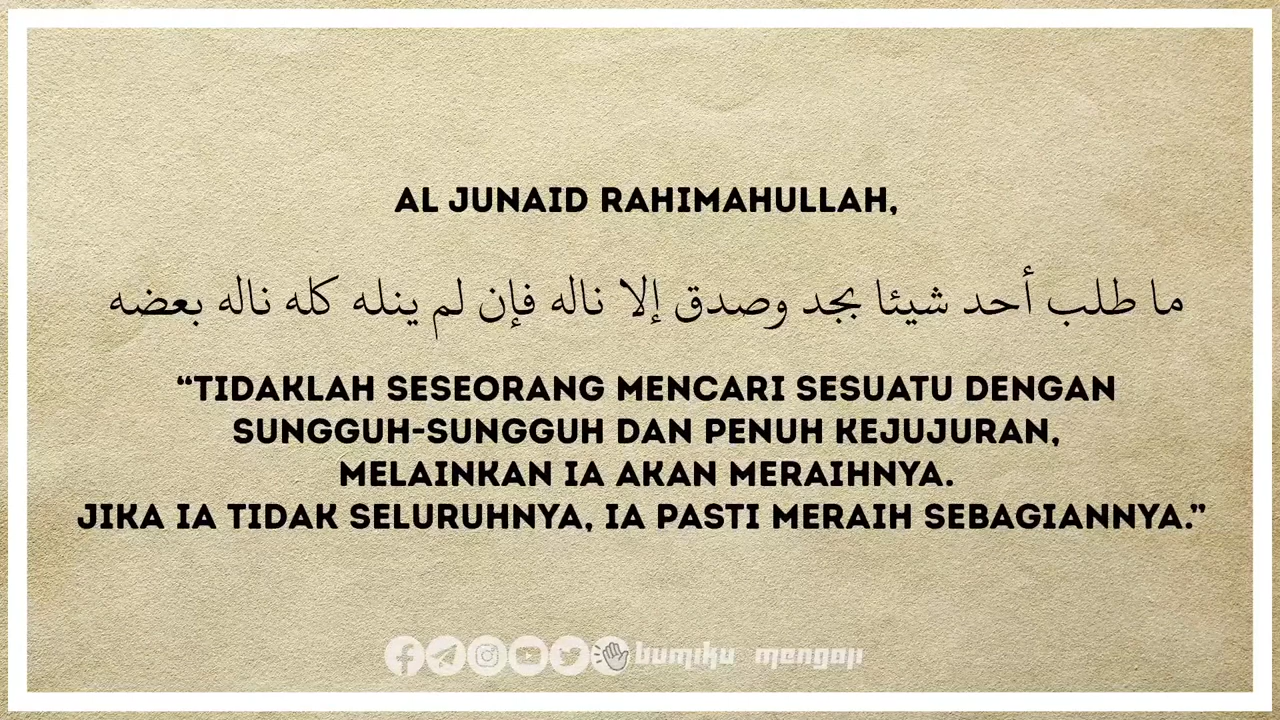 AL JUNAID RAHIMAHULLAH,
ما طلب أحد شيئا بجد وصدق إلا ناله فإن لم ينله كله ناله بعضه
“TIDAKLAH SESEORANG MENCARI SESUATU DENGAN
SUNGGUH-SUNGGUH DAN PENUH KEJUJURAN,
MELAINKAN IA AKAN MERAIHNYA.
JIKA IA TIDAK SELURUHNYA, IA PASTI MERAIH SEBAGIANNYA.”
bumiku mengaji